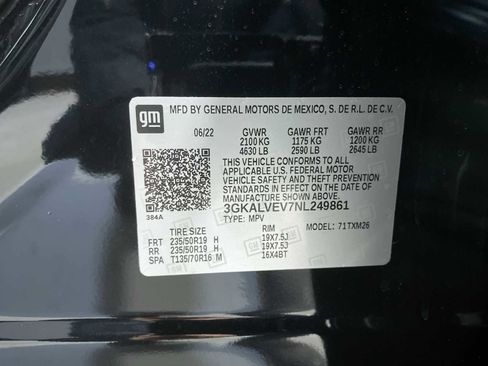 gm
MFD BY GENERAL MOTORS DE MEXICO, S. DE R.L. DE C.V.
06/22 GVWR GAWR FRT GAWR RR
2100 KG 1175 KG 1200 KG
4630 LB 2590 LB 2645 LB
THIS VEHICLE CONFORMS TO ALL
APPLICABLE U.S. FEDERAL MOTOR
VEHICLE SAFETY AND THEFT PREVENTION
STANDARDS IN EFFECT ON THE DATE OF
MANUFACTURE SHOWN ABOVE.
3GKALVEV7NL249861
384A TYPE: MPV
TIRE SIZE RIM MODEL: 71TXM26
FRT 235/50R19 H 19X7.5J
RR 235/50R19 H 19X7.5J
SPA T135/70R16 M 16X4BT